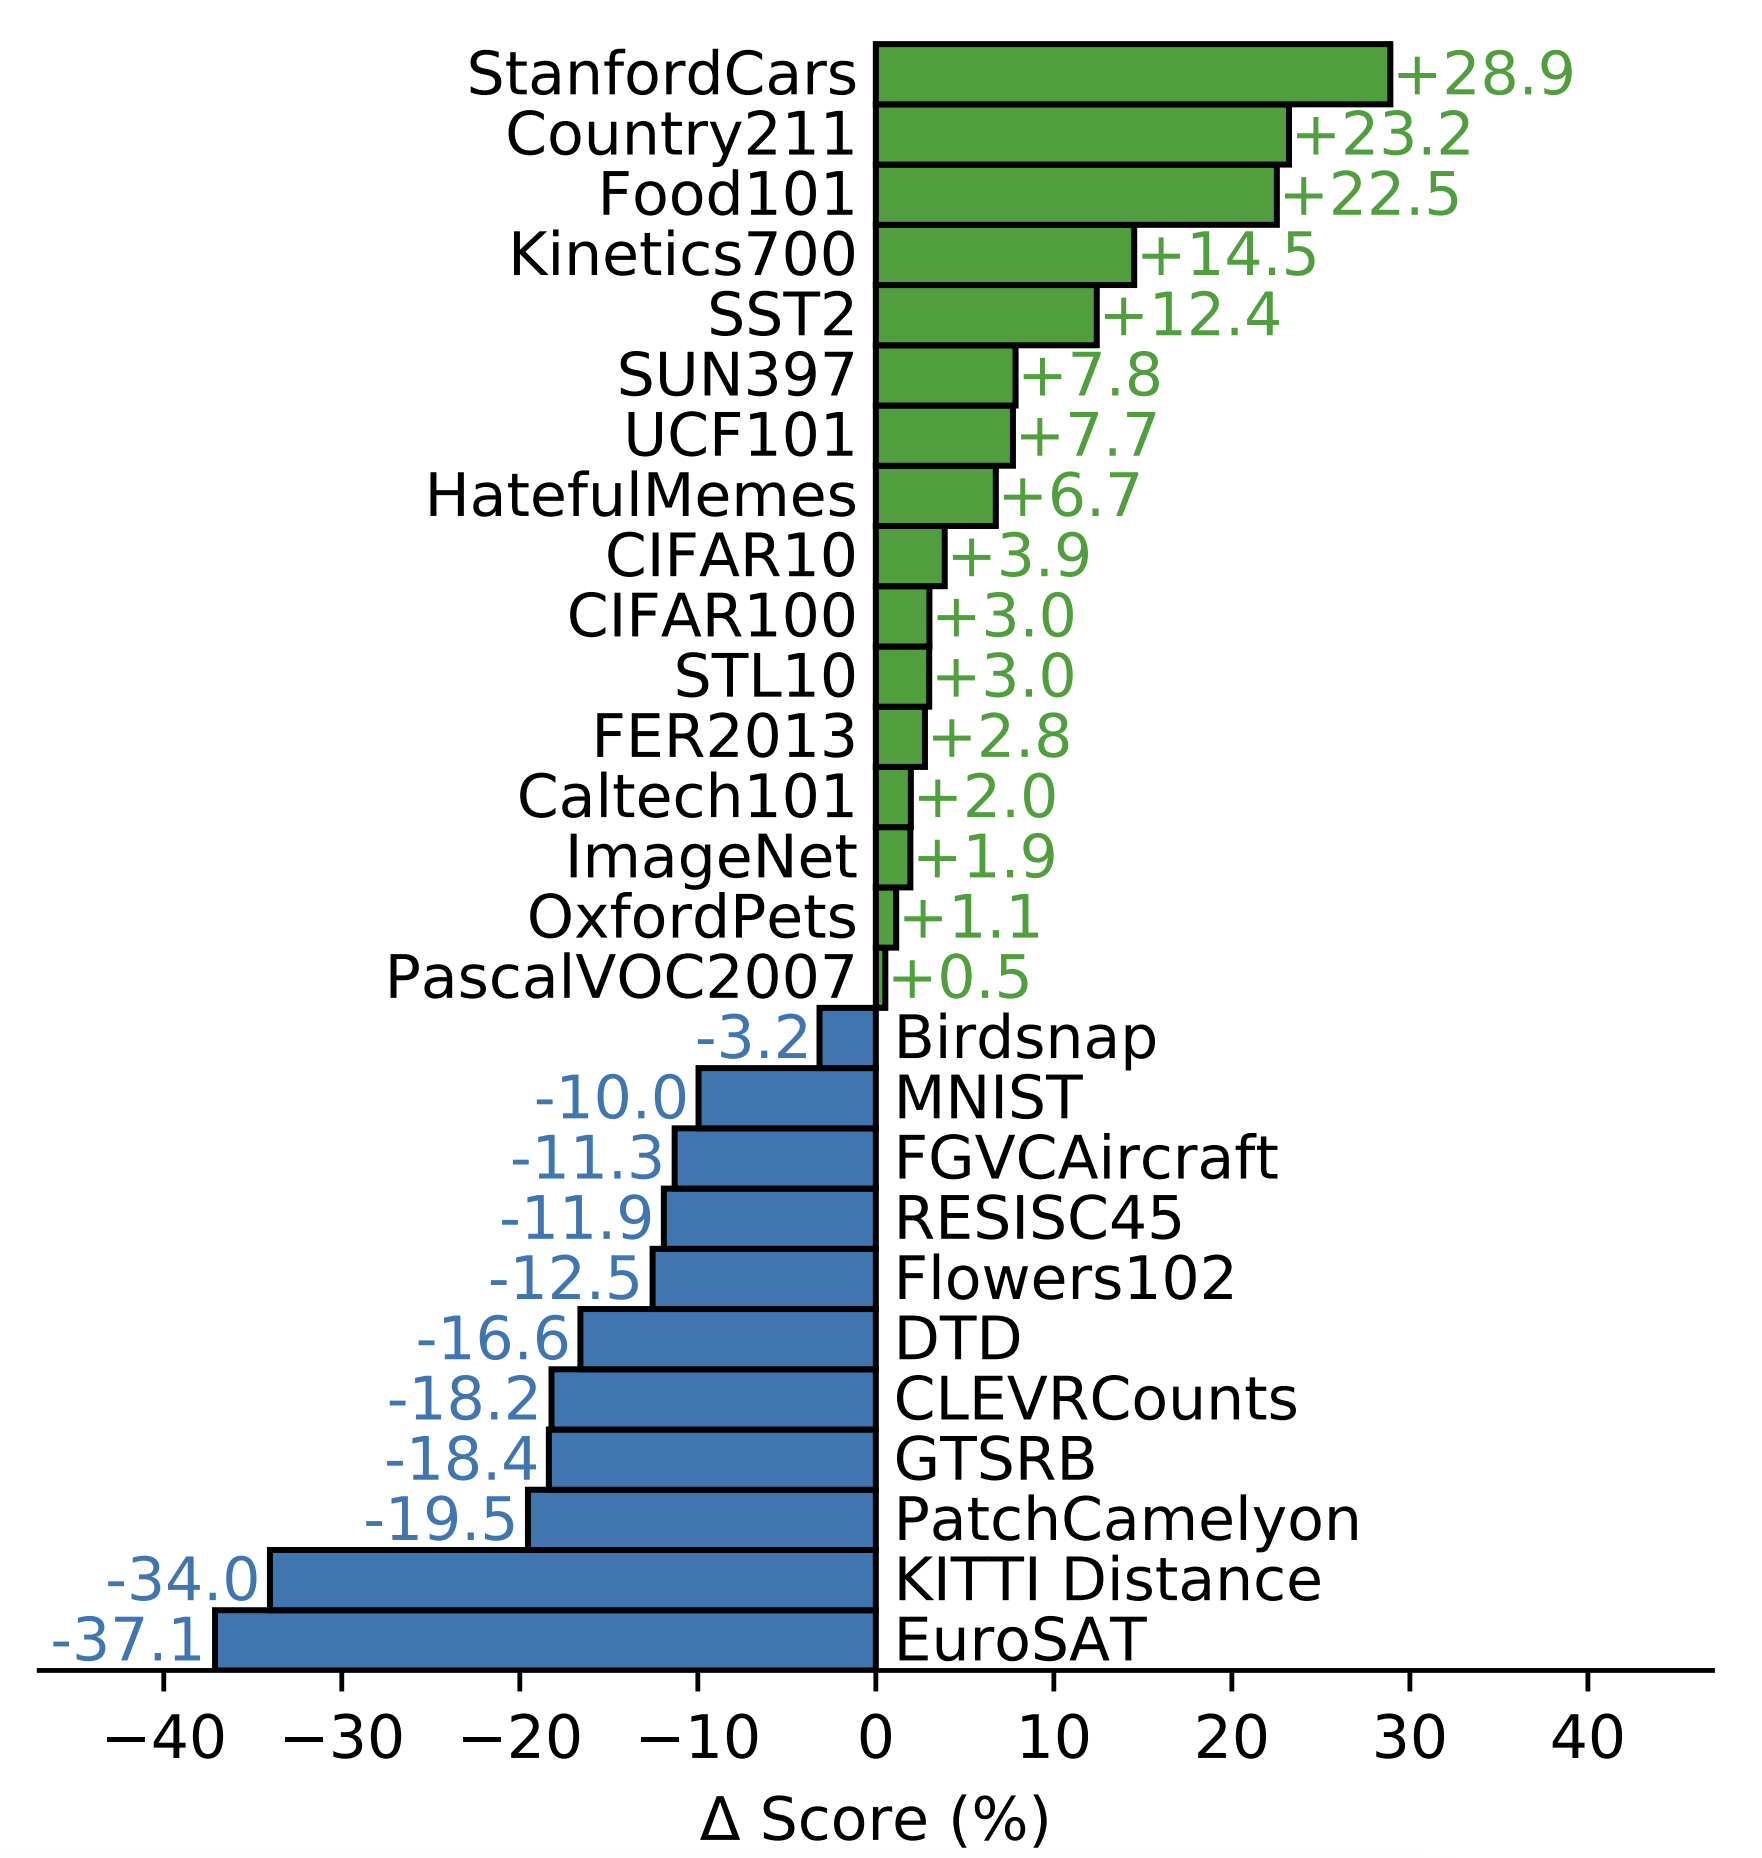 StanfordCars +28.9
Country211 +23.2
Food101 +22.5
Kinetics700 +14.5
SST2 +12.4
SUN397 +7.8
UCF101 +7.7
HatefulMemes +6.7
CIFAR10 +3.9
CIFAR100 +3.0
STL10 +3.0
FER2013 +2.8
Caltech101 +2.0
ImageNet +1.9
OxfordPets +1.1
PascalVOC2007 +0.5
-3.2 Birdsnap
-10.0 MNIST
-11.3 FGVCAircraft
-11.9 RESISC45
-12.5 Flowers102
-16.6 DTD
-18.2 CLEVRCounts
-18.4 GTSRB
-19.5 PatchCamelyon
-34.0 KITTI Distance
-37.1 EuroSAT
−40 −30 −20 −10 0 10 20 30 40
Δ Score (%)